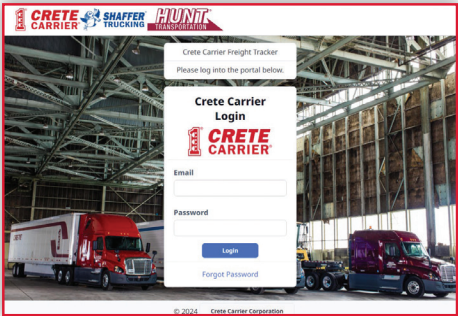 CRETE CARRIER SHAFFER TRUCKING HUNT TRANSPORTATION
Crete Carrier Freight Tracker
Please log into the portal below.
Crete Carrier
Login
CRETE
CARRIER
Email
Password
Login
Forgot Password
© 2024 Crete Carrier Corporation